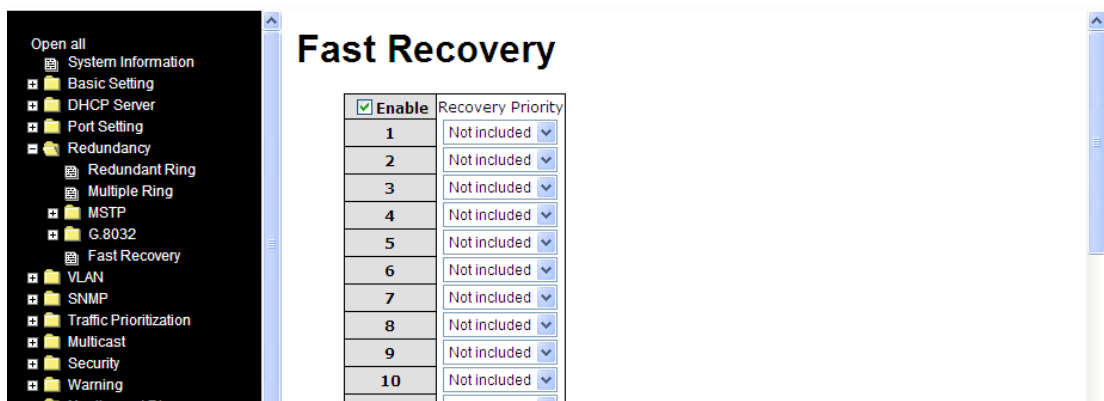 Open all
System Information
Basic Setting
DHCP Server
Port Setting
Redundancy
Redundant Ring
Multiple Ring
MSTP
G.8032
Fast Recovery
VLAN
SNMP
Traffic Prioritization
Multicast
Security
Warning
Fast Recovery
Enable Recovery Priority
1 Not included
2 Not included
3 Not included
4 Not included
5 Not included
6 Not included
7 Not included
8 Not included
9 Not included
10 Not included